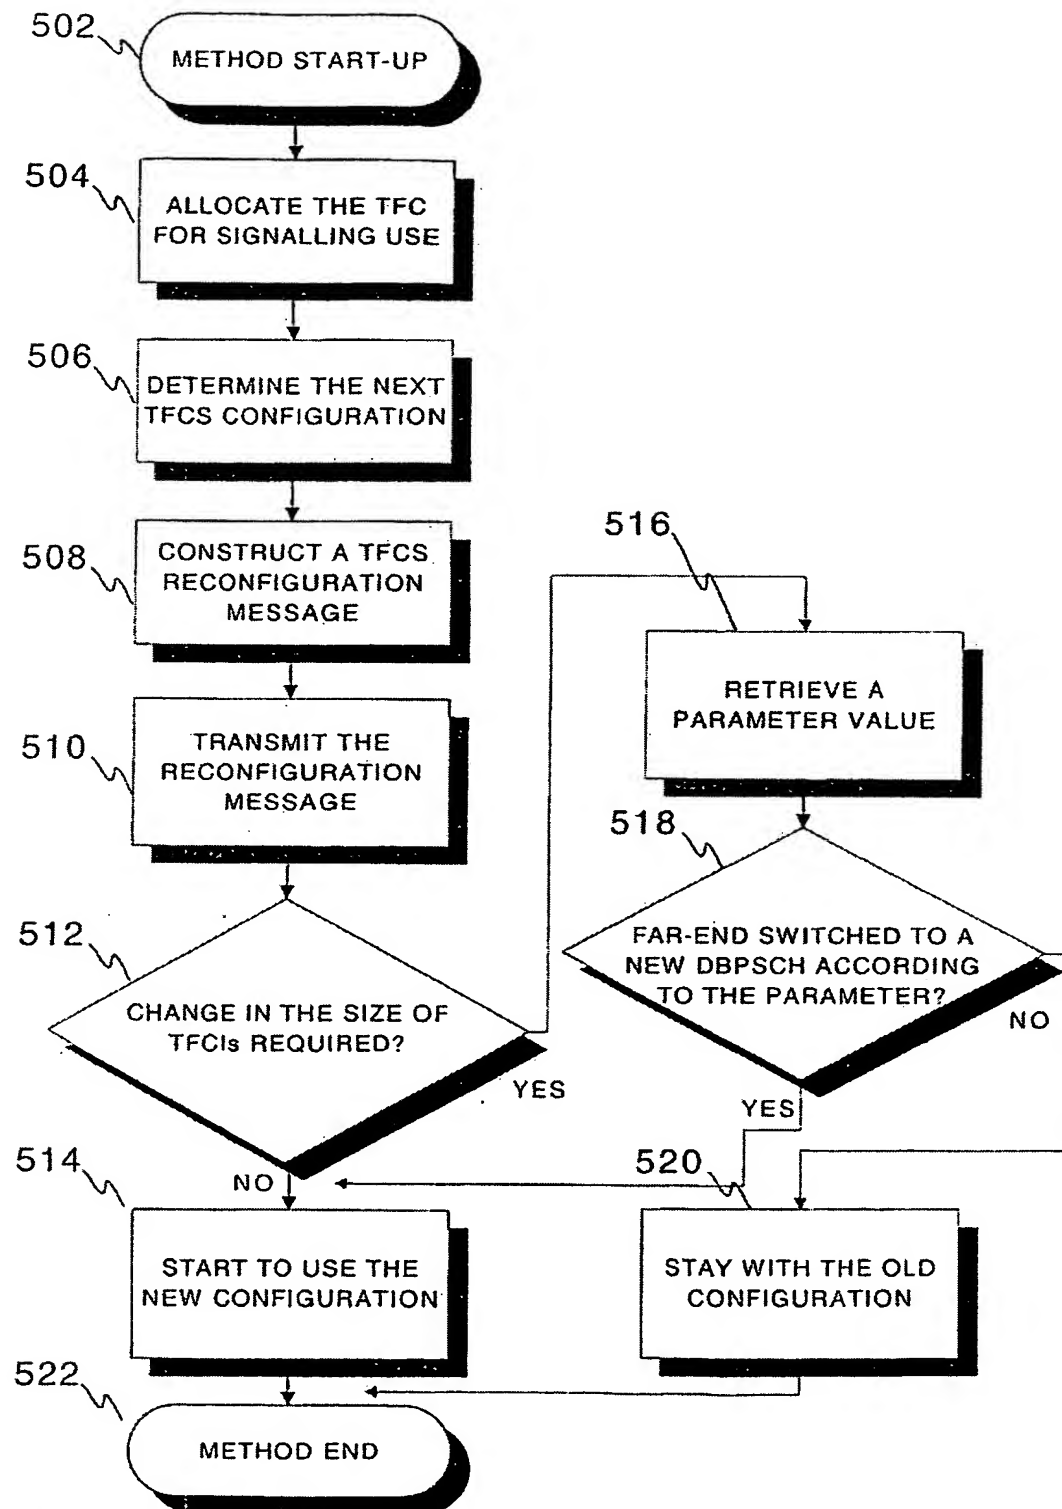 502
METHOD START-UP
504
ALLOCATE THE TFC
FOR SIGNALLING USE
506
DETERMINE THE NEXT
TFCS CONFIGURATION
508
CONSTRUCT A TFCS
RECONFIGURATION
MESSAGE
510
TRANSMIT THE
RECONFIGURATION
MESSAGE
512
CHANGE IN THE SIZE OF
TFCIs REQUIRED?
YES
NO
514
START TO USE THE
NEW CONFIGURATION
522
METHOD END
516
RETRIEVE A
PARAMETER VALUE
518
FAR-END SWITCHED TO A
NEW DBPSCH ACCORDING
TO THE PARAMETER?
NO
YES
520
STAY WITH THE OLD
CONFIGURATION